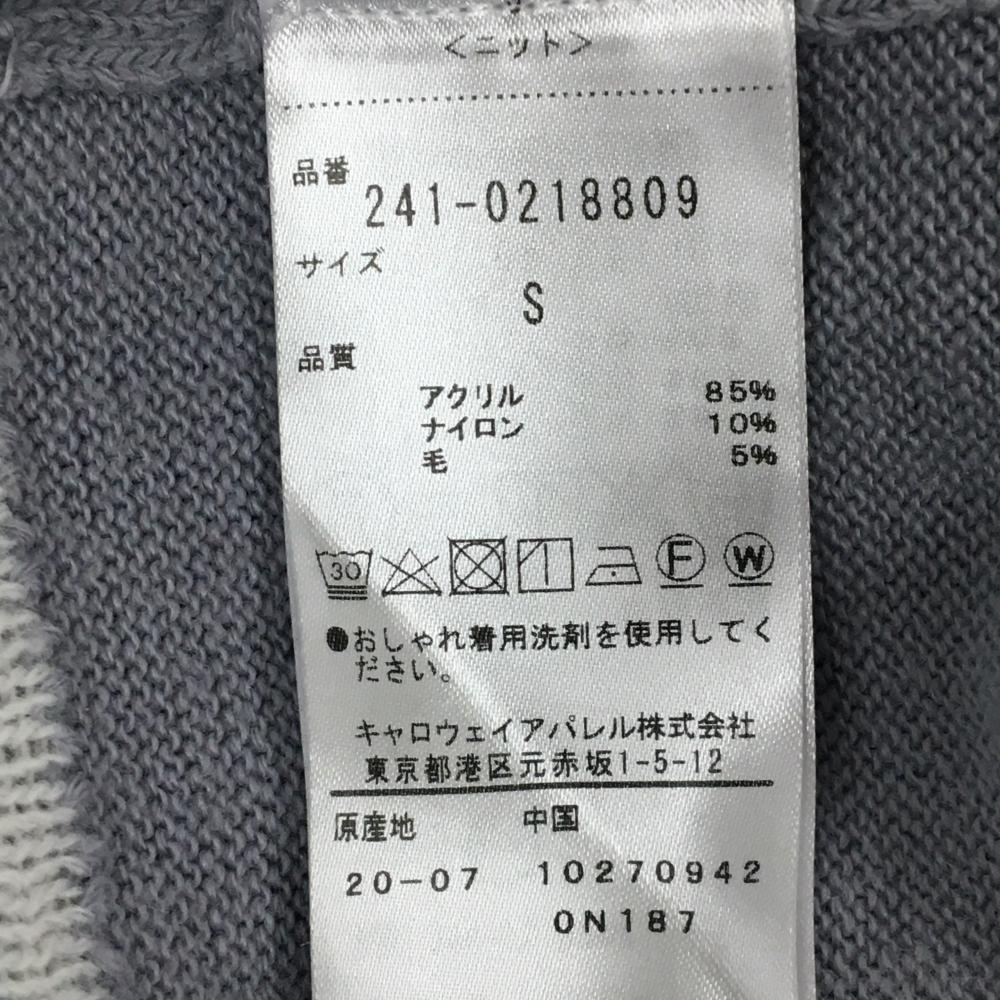 <ニット>
品番
241-0218809
サイズ
S
品質
アクリル 85%
ナイロン 10%
毛 5%
30 F W
●おしゃれ着用洗剤を使用してく
ださい。
キャロウェイアパレル株式会社
東京都港区元赤坂1-5-12
原産地 中国
20-07 10270942
0N187